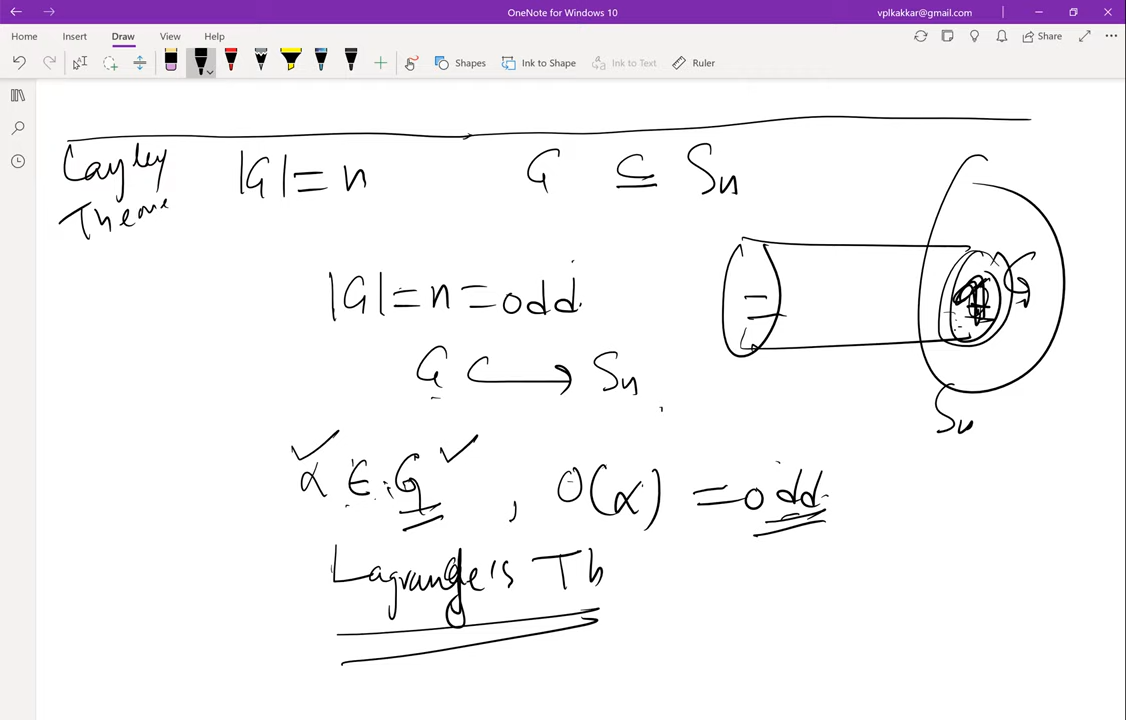 OneNote for Windows 10
vplkakkar@gmail.com
Home Insert Draw View Help
Share
Shapes Ink to Shape Ink to Text Ruler
Cayley |G|=n G ⊆ Sn
Theore
|G|=n=odd
G ↪ Sn
G
Sn
α ∈ G , O(α) = odd
Lagrange's Th